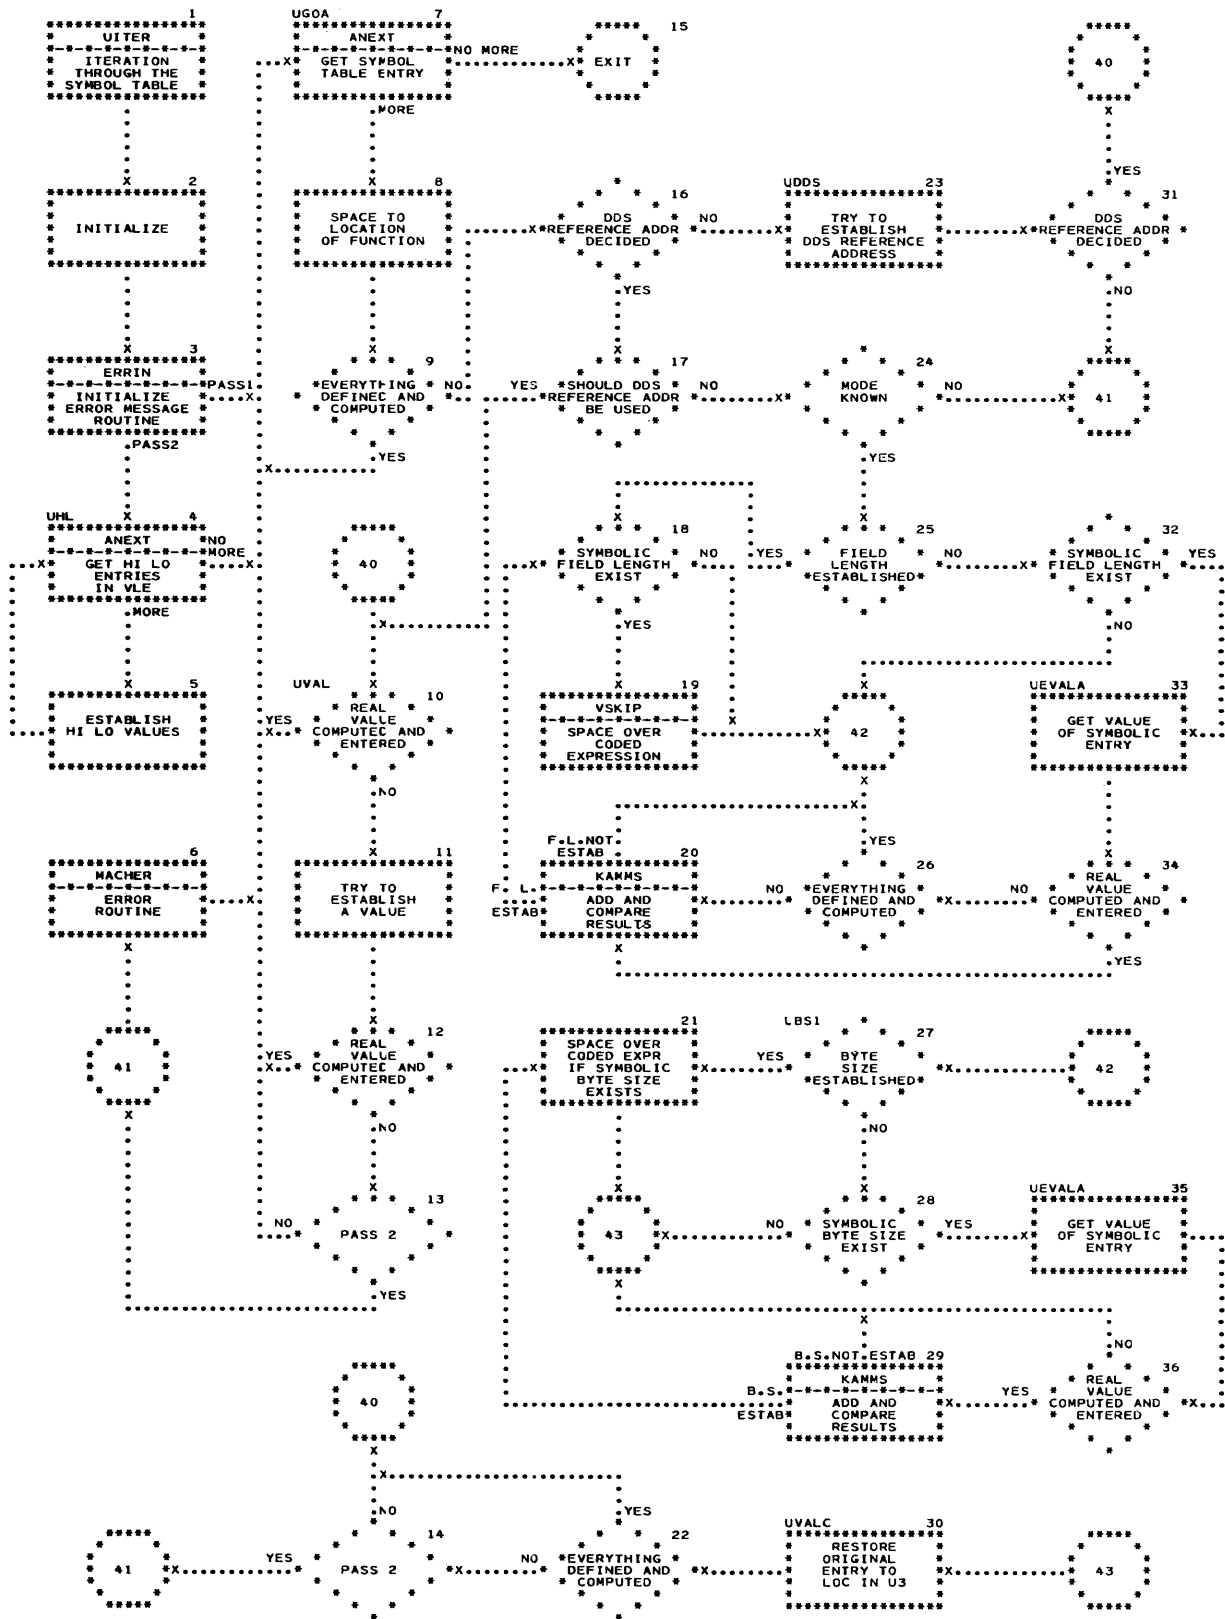 1
UITER
ITERATION
THROUGH THE
SYMBOL TABLE
UGOA 7
ANEXT
GET SYMBOL
TABLE ENTRY
NO MORE
MORE
15
EXIT
40
YES
2
INITIALIZE
8
SPACE TO
LOCATION
OF FUNCTION
16
DDS
REFERENCE ADDR
DECIDED
NO
YES
UDDS 23
TRY TO
ESTABLISH
DDS REFERENCE
ADDRESS
31
DDS
REFERENCE ADDR
DECIDED
NO
3
ERRIN
INITIALIZE
ERROR MESSAGE
ROUTINE
PASS1
PASS2
9
EVERYTHING
DEFINED AND
COMPUTED
NO
YES
17
YES
SHOULD DDS
REFERENCE ADDR
BE USED
NO
24
MODE
KNOWN
NO
YES
41
UHL 4
ANEXT
GET HI LO
ENTRIES
IN VLE
NO
MORE
MORE
40
18
SYMBOLIC
FIELD LENGTH
EXIST
NO
YES
25
YES
FIELD
LENGTH
ESTABLISHED
NO
32
SYMBOLIC
FIELD LENGTH
EXIST
YES
NO
5
ESTABLISH
HI LO VALUES
UVAL 10
YES
REAL
VALUE
COMPUTED AND
ENTERED
NO
19
VSKIP
SPACE OVER
CODED
EXPRESSION
42
UEVALA 33
GET VALUE
OF SYMBOLIC
ENTRY
6
MACHER
ERROR
ROUTINE
11
TRY TO
ESTABLISH
A VALUE
F.L.NOT
ESTAB 20
F. L.
ESTAB
KAMMS
ADD AND
COMPARE
RESULTS
YES
26
NO
EVERYTHING
DEFINED AND
COMPUTED
34
NO
REAL
VALUE
COMPUTED AND
ENTERED
YES
41
12
YES
REAL
VALUE
COMPUTED AND
ENTERED
NO
21
SPACE OVER
CODED EXPR
IF SYMBOLIC
BYTE SIZE
EXISTS
UBS1 27
YES
BYTE
SIZE
ESTABLISHED
NO
42
13
NO
PASS 2
YES
43
28
NO
SYMBOLIC
BYTE SIZE
EXIST
YES
UEVALA 35
GET VALUE
OF SYMBOLIC
ENTRY
40
B.S.NOT ESTAB 29
B.S.
ESTAB
KAMMS
ADD AND
COMPARE
RESULTS
NO
36
YES
REAL
VALUE
COMPUTED AND
ENTERED
41
NO
14
YES
PASS 2
YES
22
NO
EVERYTHING
DEFINED AND
COMPUTED
UVALC 30
RESTORE
ORIGINAL
ENTRY TO
LOC IN U3
43